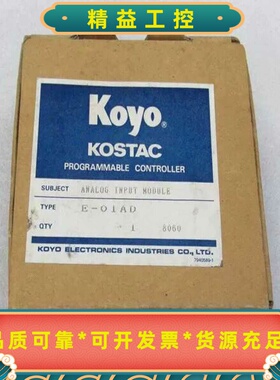 精益工控
Koyo®
KOSTAC
PROGRAMMABLE CONTROLLER
SUBJECT ANALOG INPUT MODULE
TYPE E-01AD
QTY 1 8060
KOYO ELECTRONICS INDUSTRIES CO., LTD.
品质可靠*可开发票*货源充足